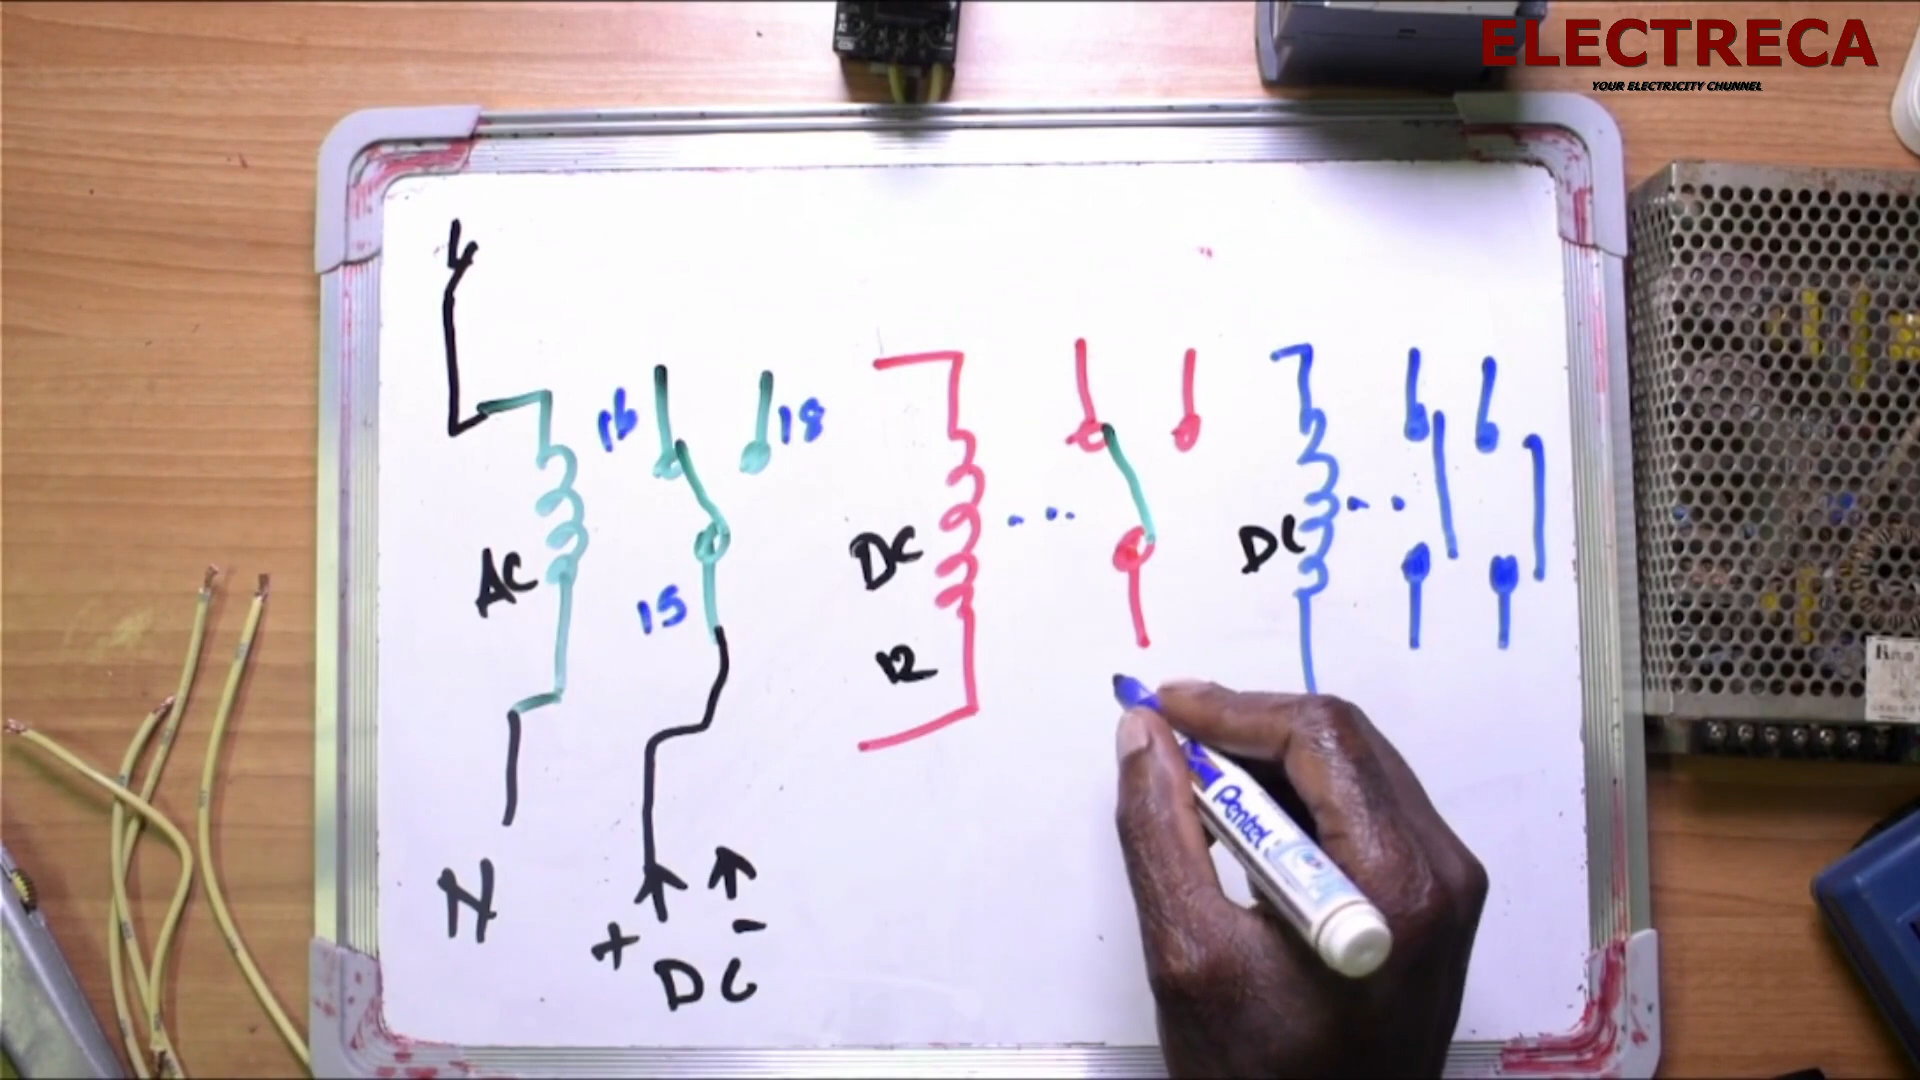 ELECTRECA
YOUR ELECTRICITY CHUNNEL
16
18
AC
15
DC
12
DC
N
+
-
DC
Pentel